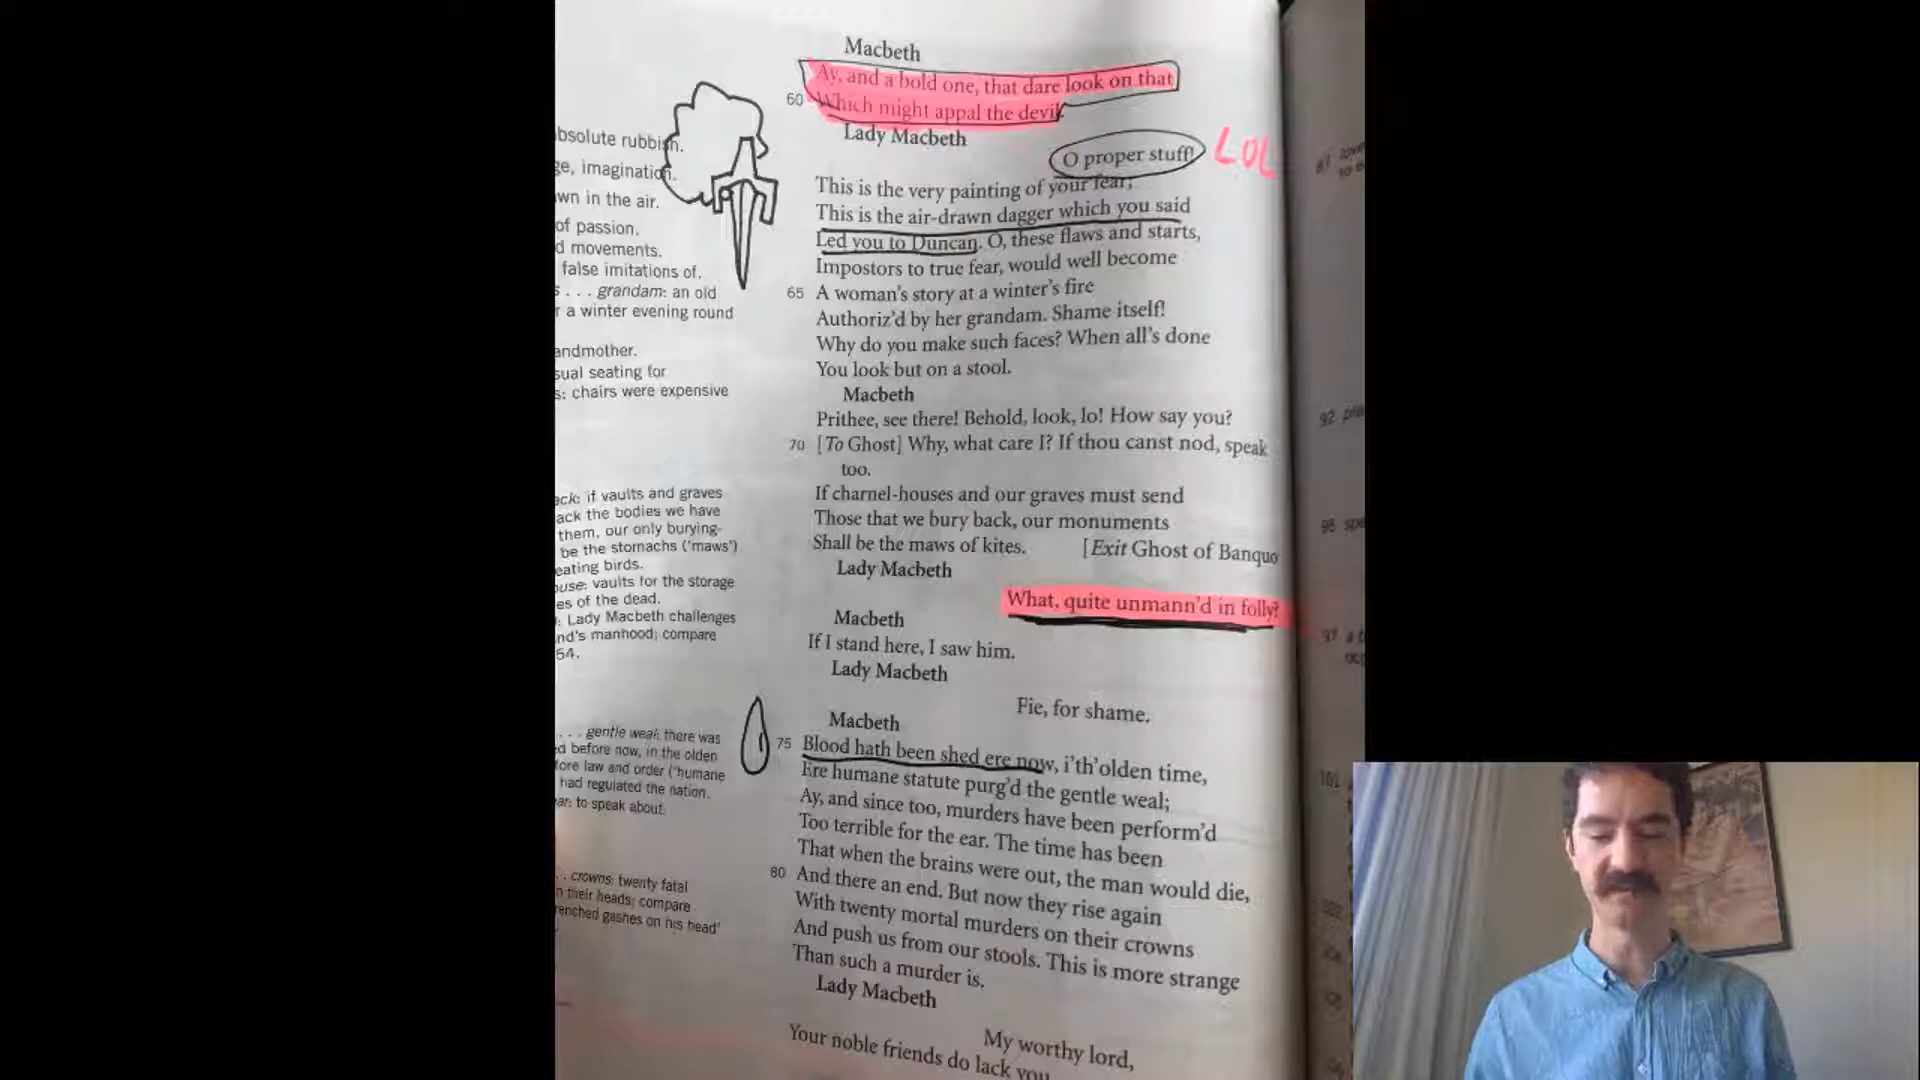 Macbeth
Ay, and a bold one, that dare look on that
60 Which might appal the devil.
Lady Macbeth
O proper stuff! LOL
This is the very painting of your fear;
This is the air-drawn dagger which you said
Led you to Duncan. O, these flaws and starts,
Impostors to true fear, would well become
65 A woman's story at a winter's fire
Authoriz'd by her grandam. Shame itself!
Why do you make such faces? When all's done
You look but on a stool.
Macbeth
Prithee, see there! Behold, look, lo! How say you?
70 [To Ghost] Why, what care I? If thou canst nod, speak
too.
If charnel-houses and our graves must send
Those that we bury back, our monuments
Shall be the maws of kites. [Exit Ghost of Banquo
Lady Macbeth
What, quite unmann'd in folly?
Macbeth
If I stand here, I saw him.
Lady Macbeth
Fie, for shame.
Macbeth
75 Blood hath been shed ere now, i'th'olden time,
Ere humane statute purg'd the gentle weal;
Ay, and since too, murders have been perform'd
Too terrible for the ear. The time has been
That when the brains were out, the man would die,
80 And there an end. But now they rise again
With twenty mortal murders on their crowns
And push us from our stools. This is more strange
Than such a murder is.
Lady Macbeth
My worthy lord,
Your noble friends do lack you.
bsolute rubbish.
ge, imagination.
wn in the air.
of passion.
d movements.
false imitations of.
s . . . grandam: an old
r a winter evening round
andmother.
sual seating for
s: chairs were expensive
ack: if vaults and graves
ack the bodies we have
them, our only burying-
be the stomachs ('maws')
eating birds.
ouse: vaults for the storage
es of the dead.
: Lady Macbeth challenges
nd's manhood; compare
54.
. . . gentle weal: there was
d before now, in the olden
fore law and order ('humane
had regulated the nation.
ar: to speak about.
. . crowns: twenty fatal
n their heads; compare
renched gashes on his head'
92
95 spe
97 a t
101